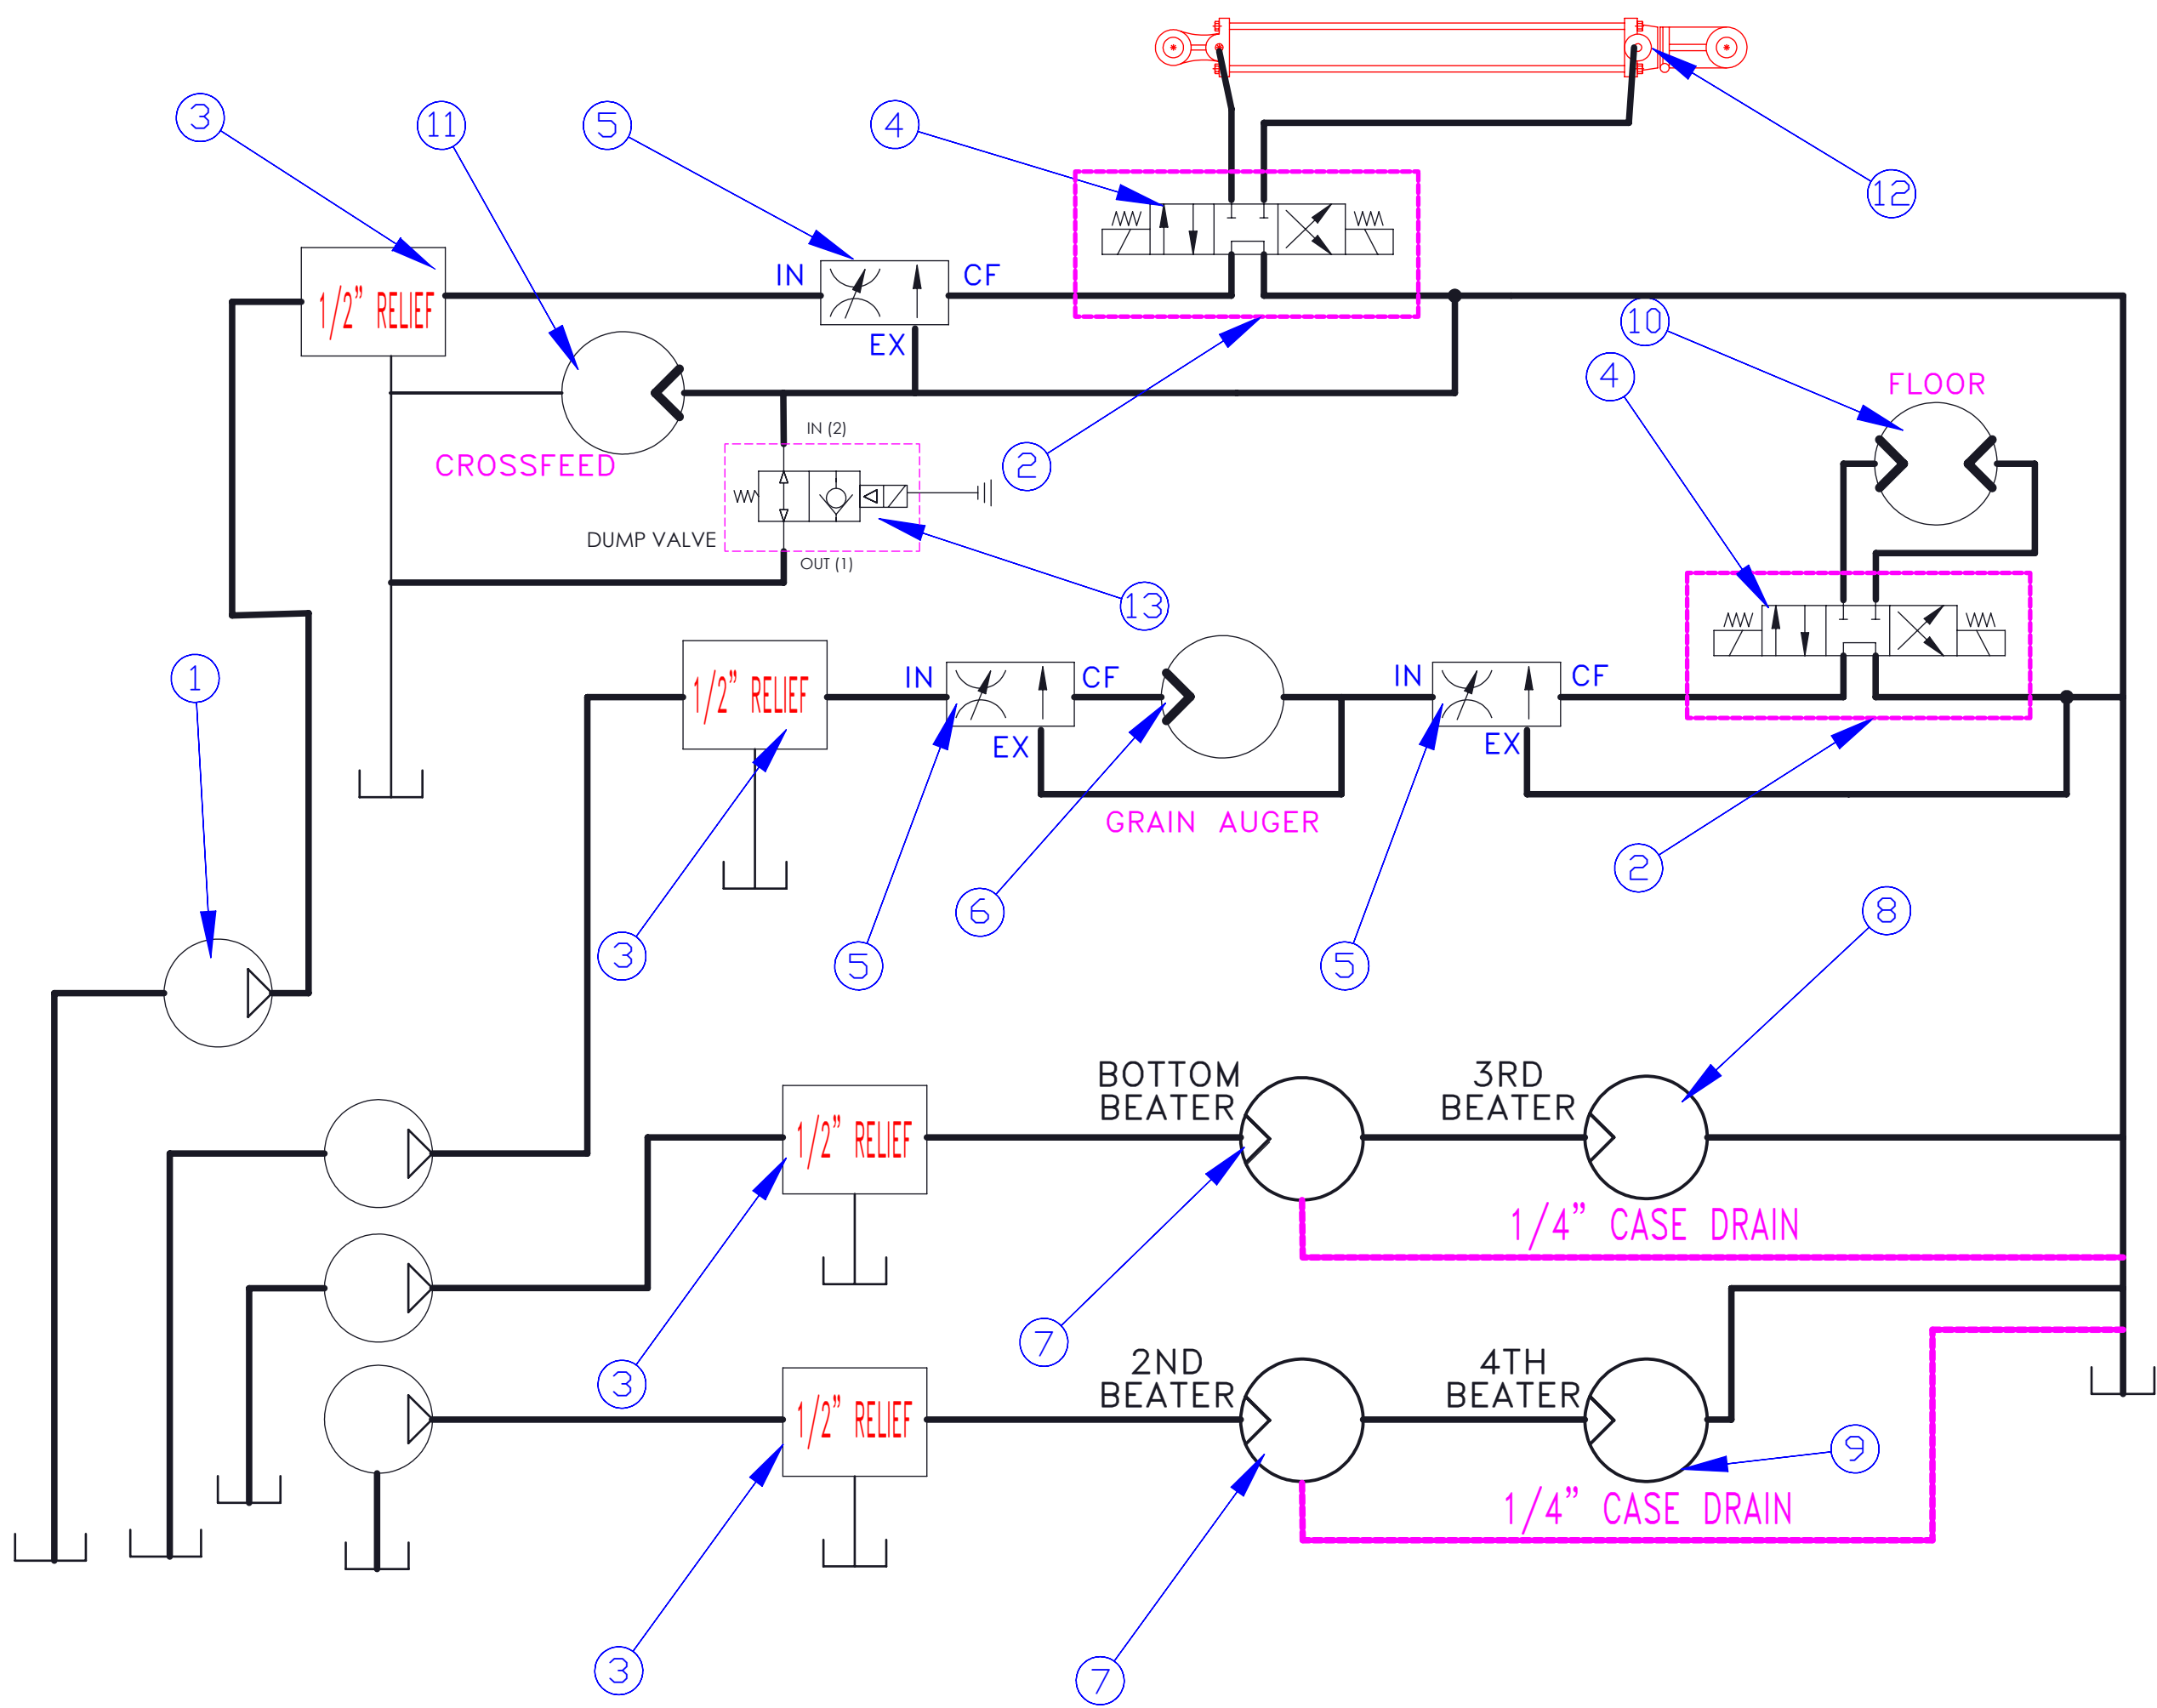 3
11
5
4
12
1/2” RELIEF
IN
CF
EX
10
4
FLOOR
2
CROSSFEED
IN (2)
DUMP VALVE
OUT (1)
13
1
1/2” RELIEF
IN
CF
EX
IN
CF
EX
GRAIN AUGER
2
3
5
6
5
8
BOTTOM
BEATER
3RD
BEATER
1/2” RELIEF
1/4” CASE DRAIN
7
3
2ND
BEATER
4TH
BEATER
1/2” RELIEF
9
1/4” CASE DRAIN
3
7